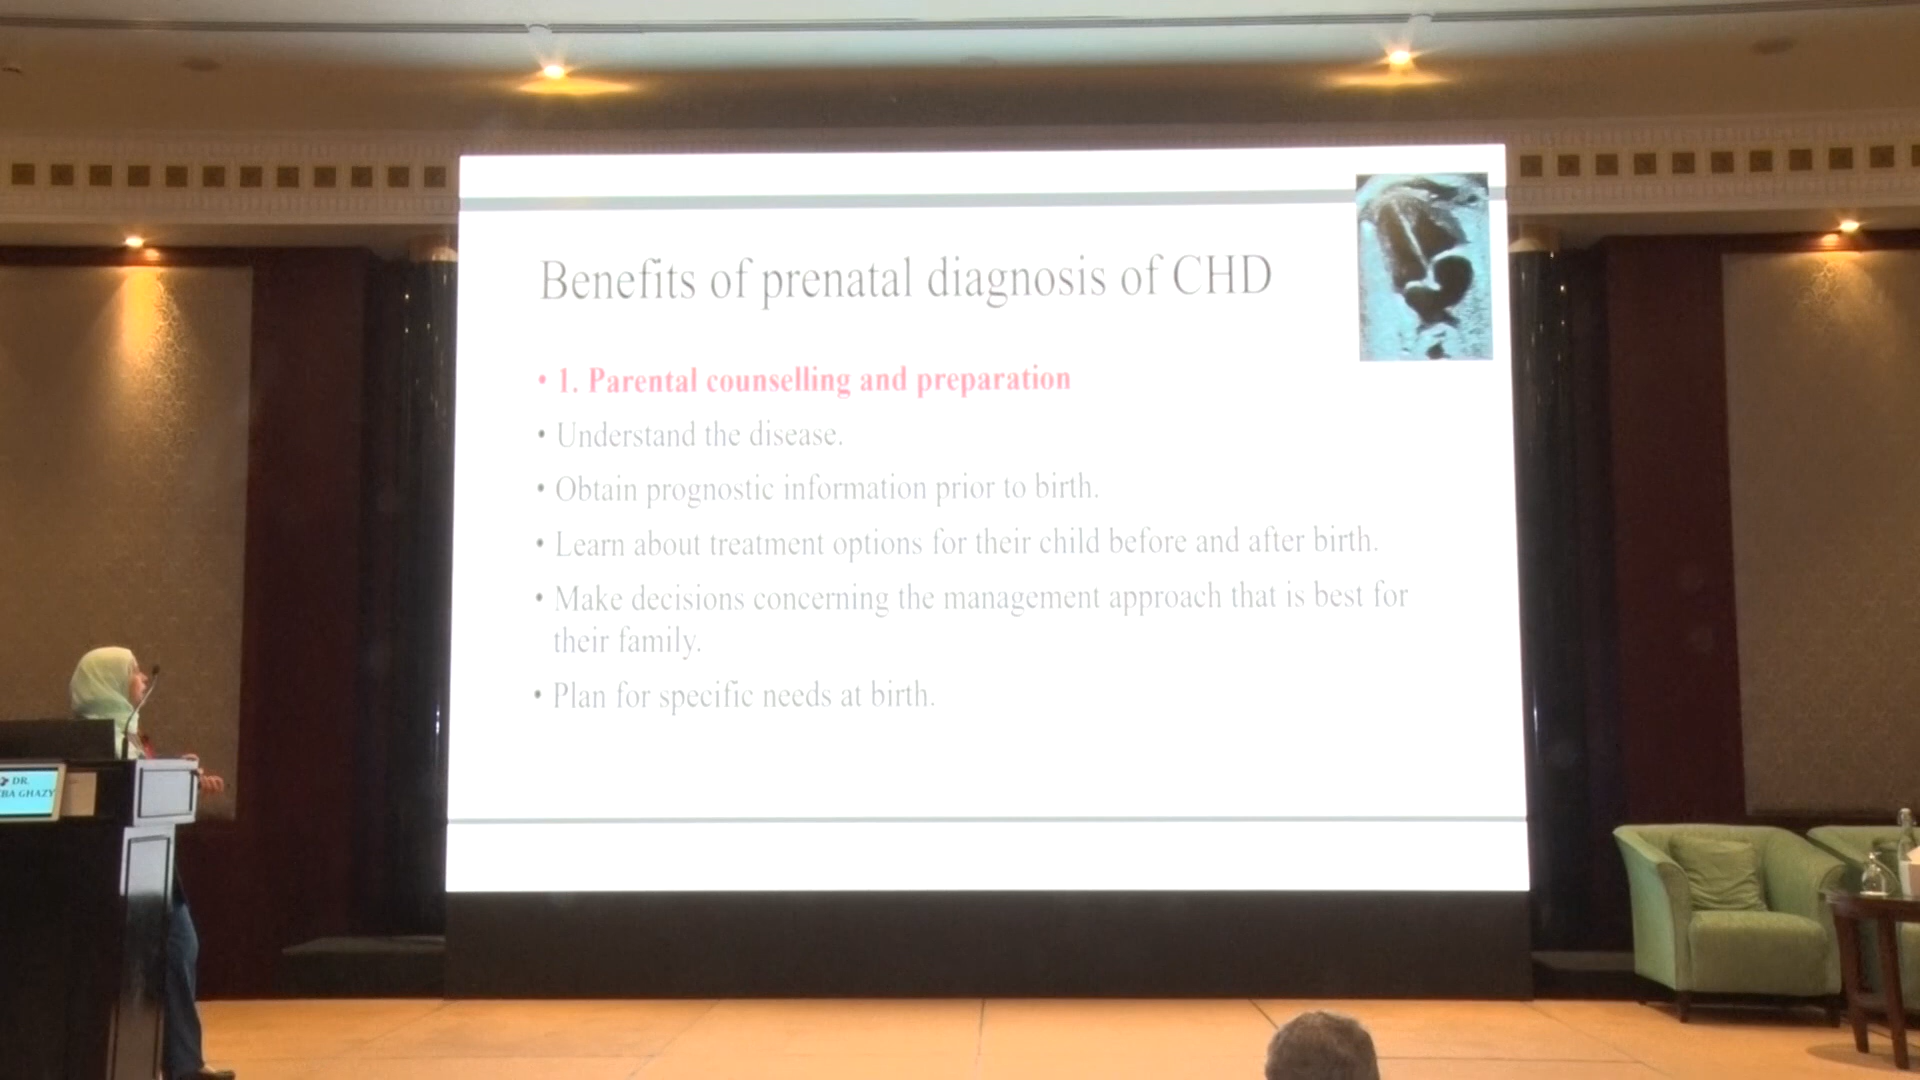 Benefits of prenatal diagnosis of CHD
• 1. Parental counselling and preparation
• Understand the disease.
• Obtain prognostic information prior to birth.
• Learn about treatment options for their child before and after birth.
• Make decisions concerning the management approach that is best for
their family.
• Plan for specific needs at birth.
DR.
GHAZY